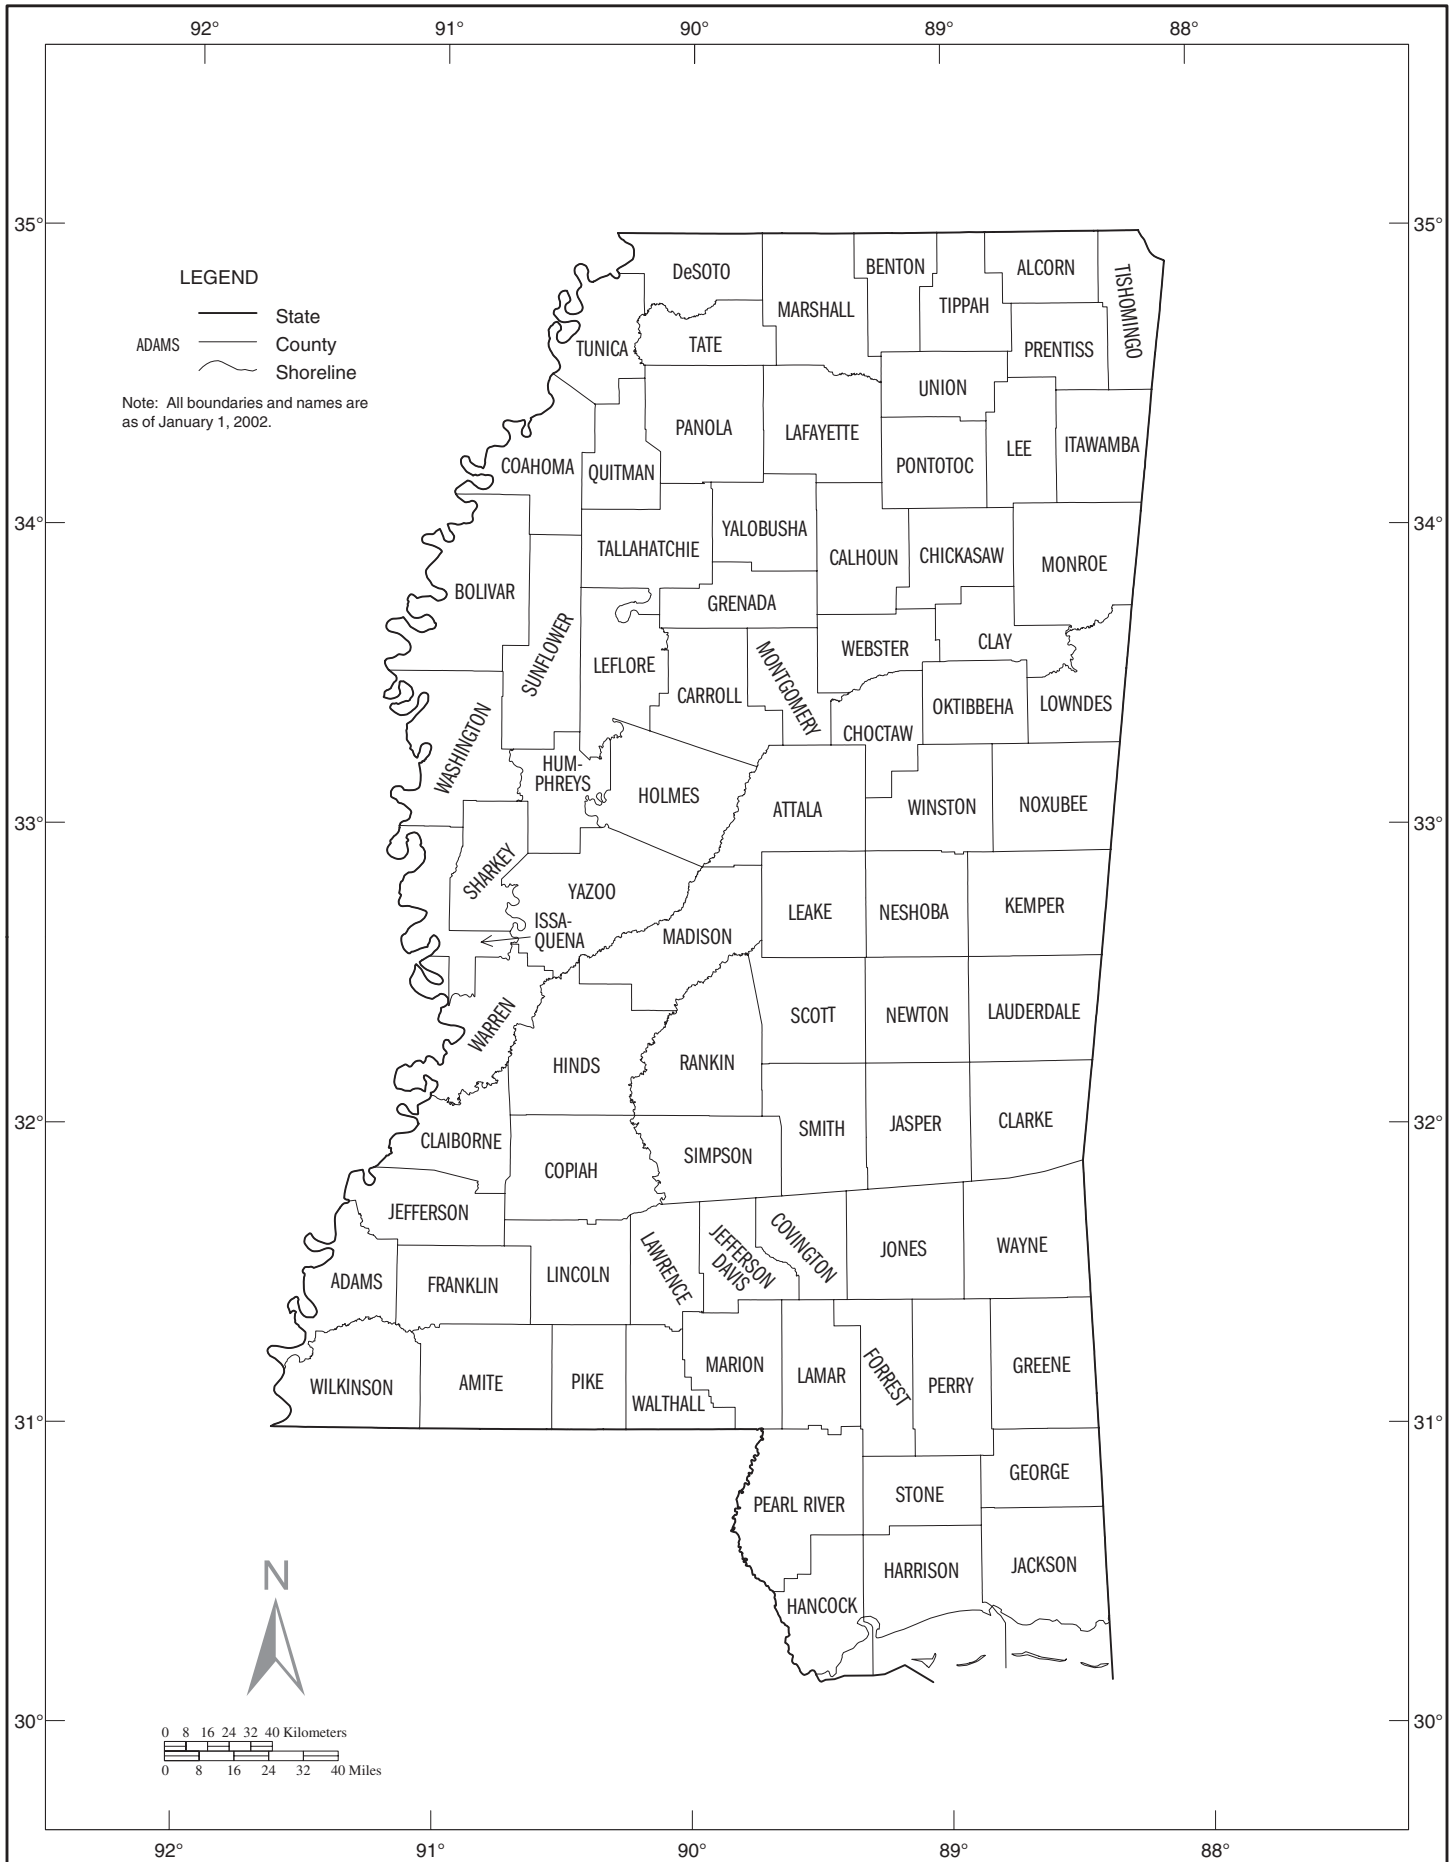 92° 91° 90° 89° 88°
35° 35°
LEGEND
State
ADAMS County
Shoreline
Note: All boundaries and names are
as of January 1, 2002.
DeSOTO
BENTON
ALCORN
TISHOMINGO
MARSHALL
TIPPAH
TUNICA
TATE
PRENTISS
UNION
PANOLA
LAFAYETTE
LEE
ITAWAMBA
COAHOMA
QUITMAN
PONTOTOC
34° 34°
TALLAHATCHIE
YALOBUSHA
CALHOUN
CHICKASAW
MONROE
BOLIVAR
GRENADA
SUNFLOWER
LEFLORE
WEBSTER
CLAY
CARROLL
MONTGOMERY
OKTIBBEHA
LOWNDES
WASHINGTON
CHOCTAW
HUM-
PHREYS
HOLMES
ATTALA
WINSTON
NOXUBEE
33° 33°
SHARKEY
YAZOO
LEAKE
NESHOBA
KEMPER
ISSA-
QUENA
MADISON
WARREN
SCOTT
NEWTON
LAUDERDALE
HINDS
RANKIN
32° 32°
CLAIBORNE
SMITH
JASPER
CLARKE
COPIAH
SIMPSON
JEFFERSON
LAWRENCE
JEFFERSON
DAVIS
COVINGTON
JONES
WAYNE
ADAMS
FRANKLIN
LINCOLN
WILKINSON
AMITE
PIKE
WALTHALL
MARION
LAMAR
FORREST
PERRY
GREENE
31° 31°
PEARL RIVER
STONE
GEORGE
HARRISON
JACKSON
HANCOCK
N
30° 30°
0 8 16 24 32 40 Kilometers
0 8 16 24 32 40 Miles
92° 91° 90° 89° 88°